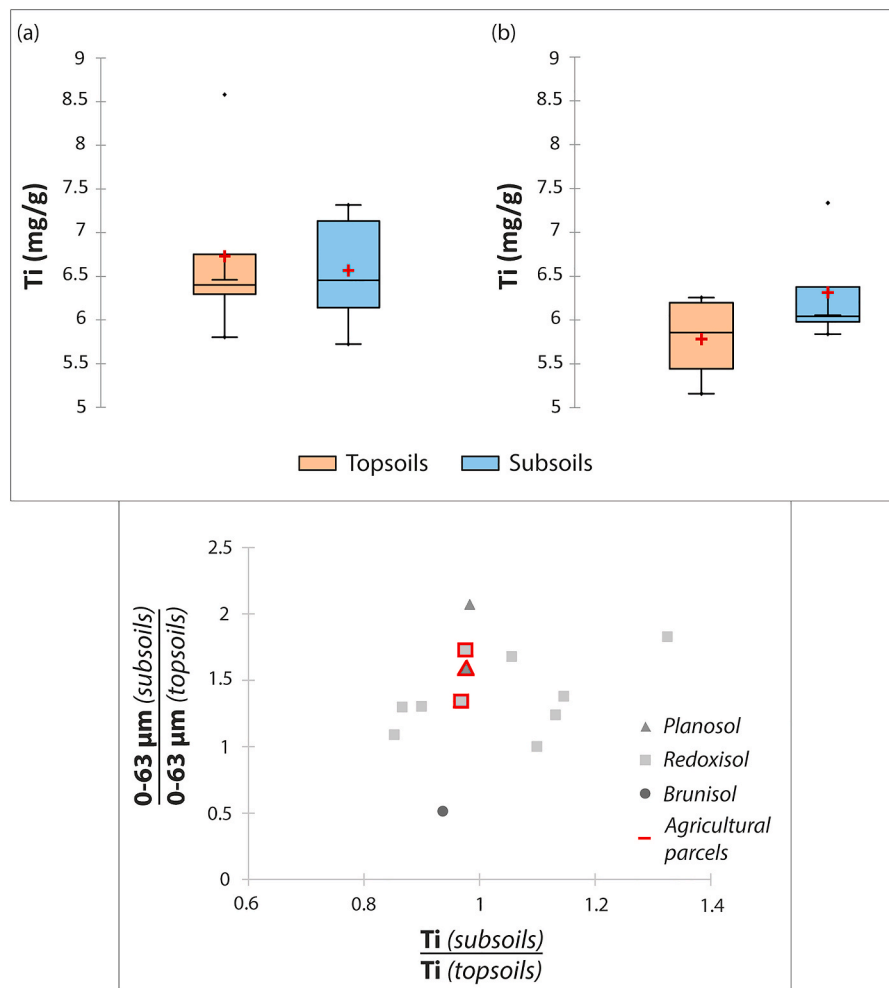 (a)
(b)
9
8.5
8
7.5
7
6.5
6
5.5
5
Ti (mg/g)
9
8.5
8
7.5
7
6.5
6
5.5
5
Ti (mg/g)
Topsoils
Subsoils
2.5
2
1.5
1
0.5
0
0-63 µm (subsoils)
0-63 µm (topsoils)
Planosol
Redoxisol
Brunisol
Agricultural
parcels
0.6
0.8
1
1.2
1.4
Ti (subsoils)
Ti (topsoils)